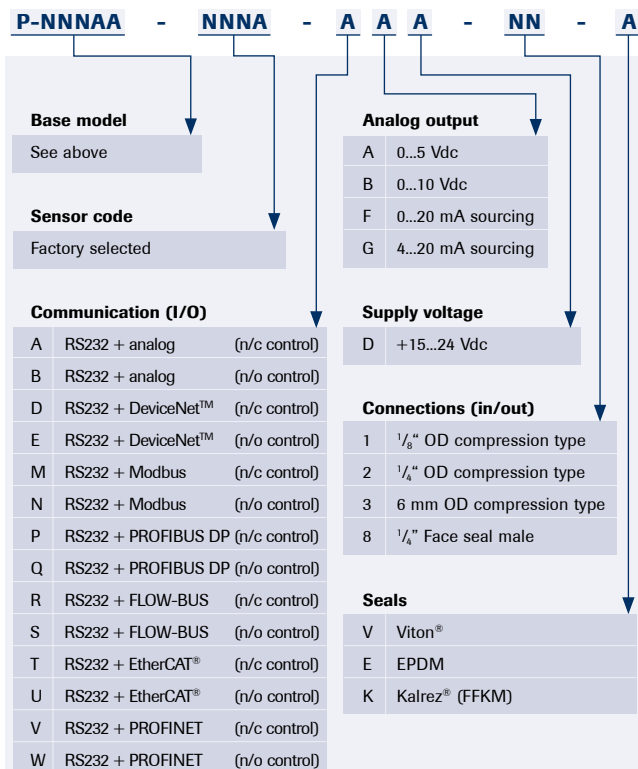 P-NNNAA - NNNA - A A A - NN - A
Base model
See above
Sensor code
Factory selected
Communication (I/O)
A RS232 + analog (n/c control)
B RS232 + analog (n/o control)
D RS232 + DeviceNet™ (n/c control)
E RS232 + DeviceNet™ (n/o control)
M RS232 + Modbus (n/c control)
N RS232 + Modbus (n/o control)
P RS232 + PROFIBUS DP (n/c control)
Q RS232 + PROFIBUS DP (n/o control)
R RS232 + FLOW-BUS (n/c control)
S RS232 + FLOW-BUS (n/o control)
T RS232 + EtherCAT® (n/c control)
U RS232 + EtherCAT® (n/o control)
V RS232 + PROFINET (n/c control)
W RS232 + PROFINET (n/o control)
Analog output
A 0...5 Vdc
B 0...10 Vdc
F 0...20 mA sourcing
G 4...20 mA sourcing
Supply voltage
D +15...24 Vdc
Connections (in/out)
1 1/8“ OD compression type
2 1/4“ OD compression type
3 6 mm OD compression type
8 1/4” Face seal male
Seals
V Viton®
E EPDM
K Kalrez® (FFKM)